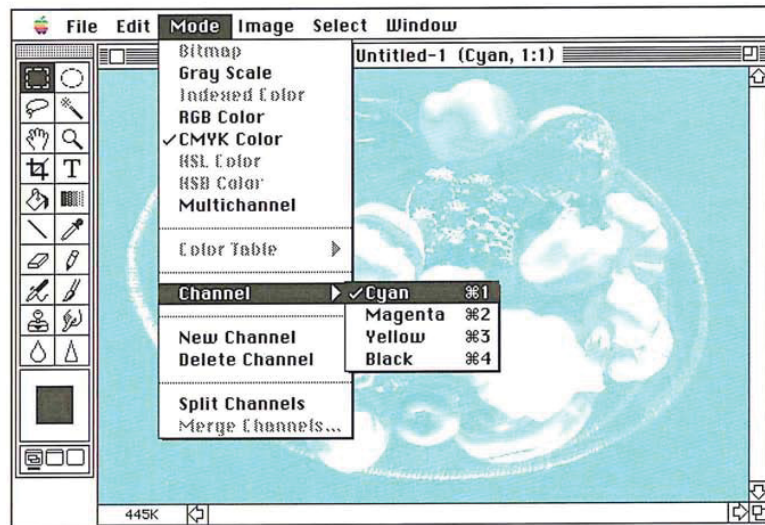 File Edit Mode Image Select Window
Untitled-1 (Cyan, 1:1)
Bitmap
Gray Scale
Indexed Color
RGB Color
✓CMYK Color
HSL Color
HSB Color
Multichannel
Color Table
Channel
✓Cyan ⌘1
Magenta ⌘2
Yellow ⌘3
Black ⌘4
New Channel
Delete Channel
Split Channels
Merge Channels...
T
445K